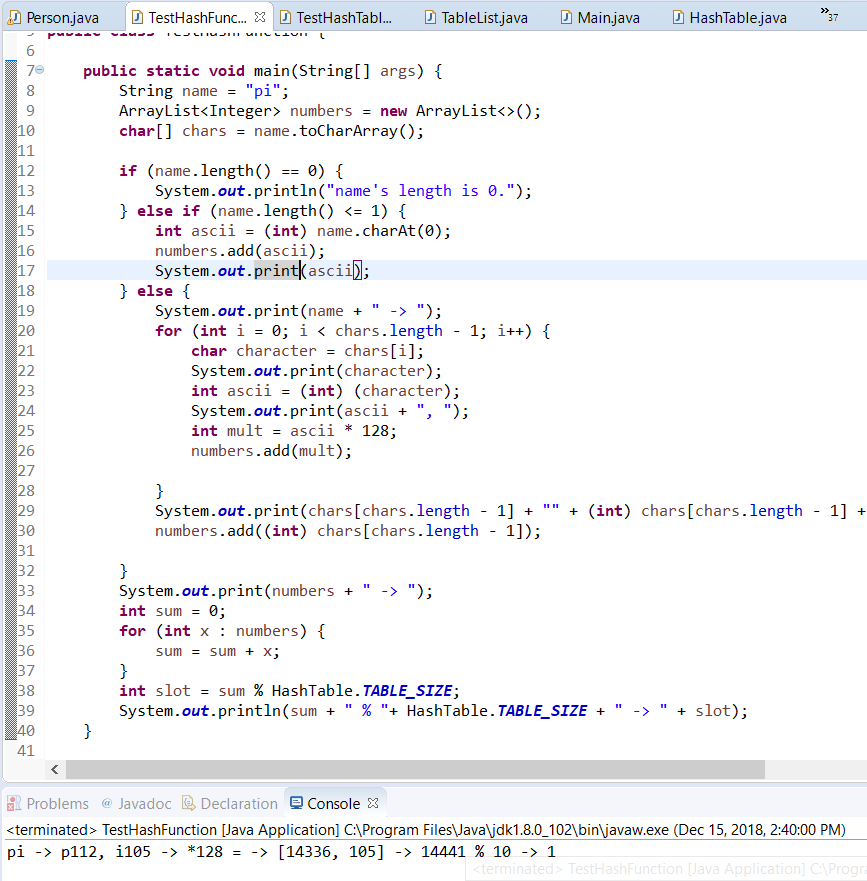 Person.java TestHashFunc... TestHashTabl... TableList.java Main.java HashTable.java »37
6
7 public static void main(String[] args) {
8 String name = "pi";
9 ArrayList<Integer> numbers = new ArrayList<>();
10 char[] chars = name.toCharArray();
11
12 if (name.length() == 0) {
13 System.out.println("name's length is 0.");
14 } else if (name.length() <= 1) {
15 int ascii = (int) name.charAt(0);
16 numbers.add(ascii);
17 System.out.print(ascii);
18 } else {
19 System.out.print(name + " -> ");
20 for (int i = 0; i < chars.length - 1; i++) {
21 char character = chars[i];
22 System.out.print(character);
23 int ascii = (int) (character);
24 System.out.print(ascii + ", ");
25 int mult = ascii * 128;
26 numbers.add(mult);
27
28 }
29 System.out.print(chars[chars.length - 1] + "" + (int) chars[chars.length - 1] +
30 numbers.add((int) chars[chars.length - 1]);
31
32 }
33 System.out.print(numbers + " -> ");
34 int sum = 0;
35 for (int x : numbers) {
36 sum = sum + x;
37 }
38 int slot = sum % HashTable.TABLE_SIZE;
39 System.out.println(sum + " % "+ HashTable.TABLE_SIZE + " -> " + slot);
40 }
41
Problems @ Javadoc Declaration Console
<terminated> TestHashFunction [Java Application] C:\Program Files\Java\jdk1.8.0_102\bin\javaw.exe (Dec 15, 2018, 2:40:00 PM)
pi -> p112, i105 -> *128 = -> [14336, 105] -> 14441 % 10 -> 1
<terminated> TestHashFunction [Java Application] C:\Progra